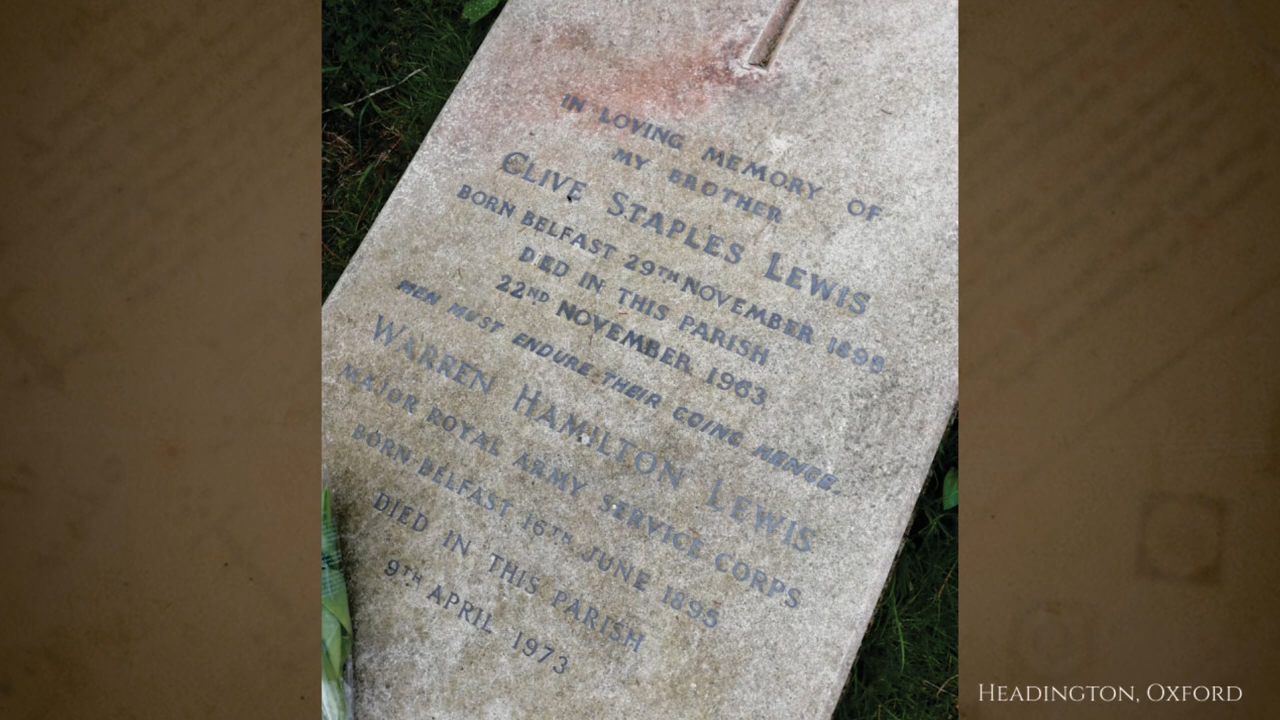 IN LOVING MEMORY OF
MY BROTHER
CLIVE STAPLES LEWIS
BORN BELFAST 29TH NOVEMBER 1898
DIED IN THIS PARISH
22ND NOVEMBER 1963
MEN MUST ENDURE THEIR GOING HENCE.
WARREN HAMILTON LEWIS
MAJOR ROYAL ARMY SERVICE CORPS
BORN BELFAST 16TH JUNE 1895
DIED IN THIS PARISH
9TH APRIL 1973
HEADINGTON, OXFORD